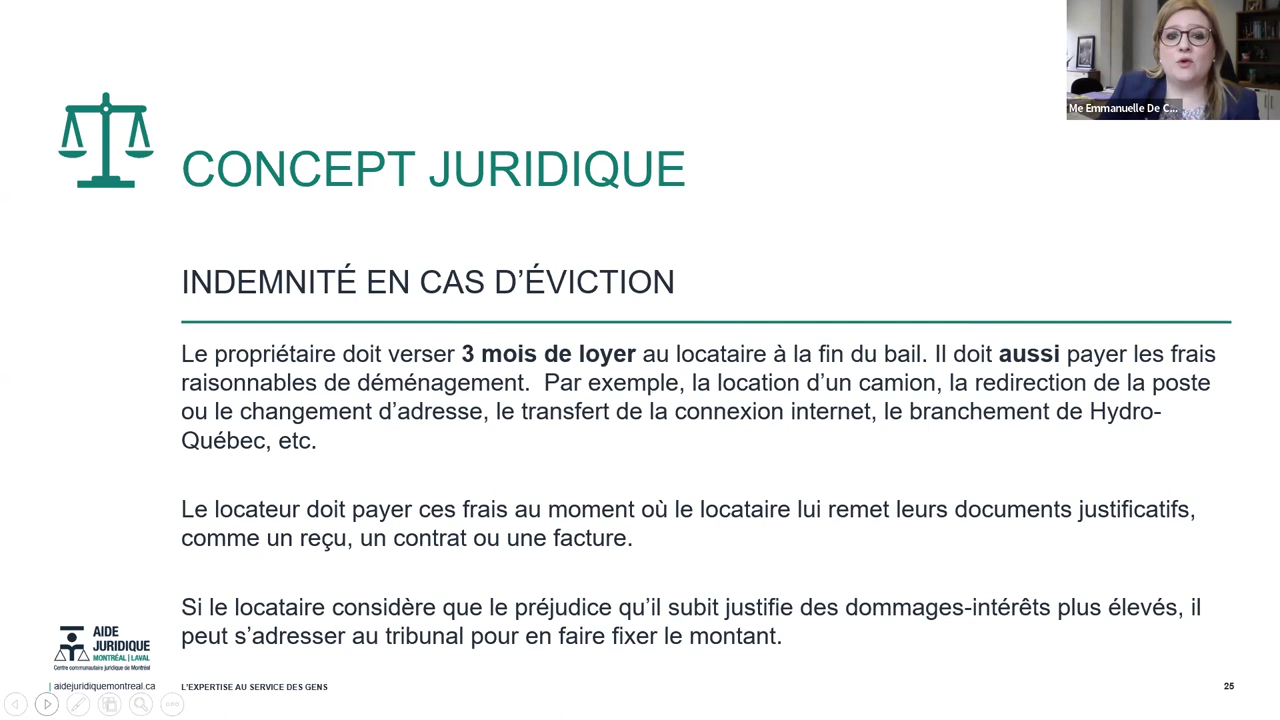 Me Emmanuelle De C...
CONCEPT JURIDIQUE
INDEMNITÉ EN CAS D’ÉVICTION
Le propriétaire doit verser 3 mois de loyer au locataire à la fin du bail. Il doit aussi payer les frais
raisonnables de déménagement.  Par exemple, la location d’un camion, la redirection de la poste
ou le changement d’adresse, le transfert de la connexion internet, le branchement de Hydro-
Québec, etc.
Le locateur doit payer ces frais au moment où le locataire lui remet leurs documents justificatifs,
comme un reçu, un contrat ou une facture.
Si le locataire considère que le préjudice qu’il subit justifie des dommages-intérêts plus élevés, il
peut s’adresser au tribunal pour en faire fixer le montant.
AIDE
JURIDIQUE
MONTRÉAL | LAVAL
Centre communautaire juridique de Montréal
| aidejuridiquemontreal.ca
L'EXPERTISE AU SERVICE DES GENS
25